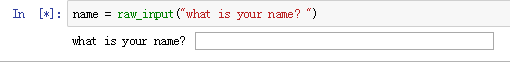 In [*]: name = raw_input("what is your name? ")
what is your name?